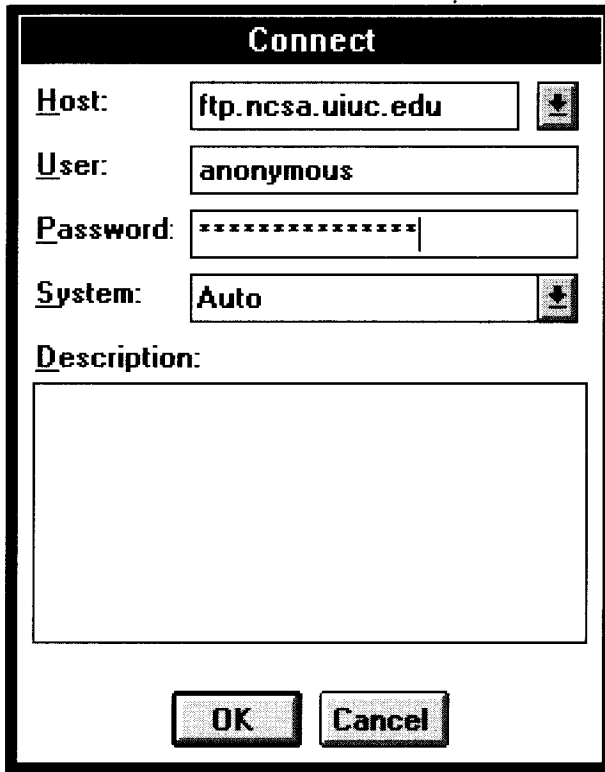 Connect
Host: ftp.ncsa.uiuc.edu
User: anonymous
Password: ***************
System: Auto
Description:
OK Cancel